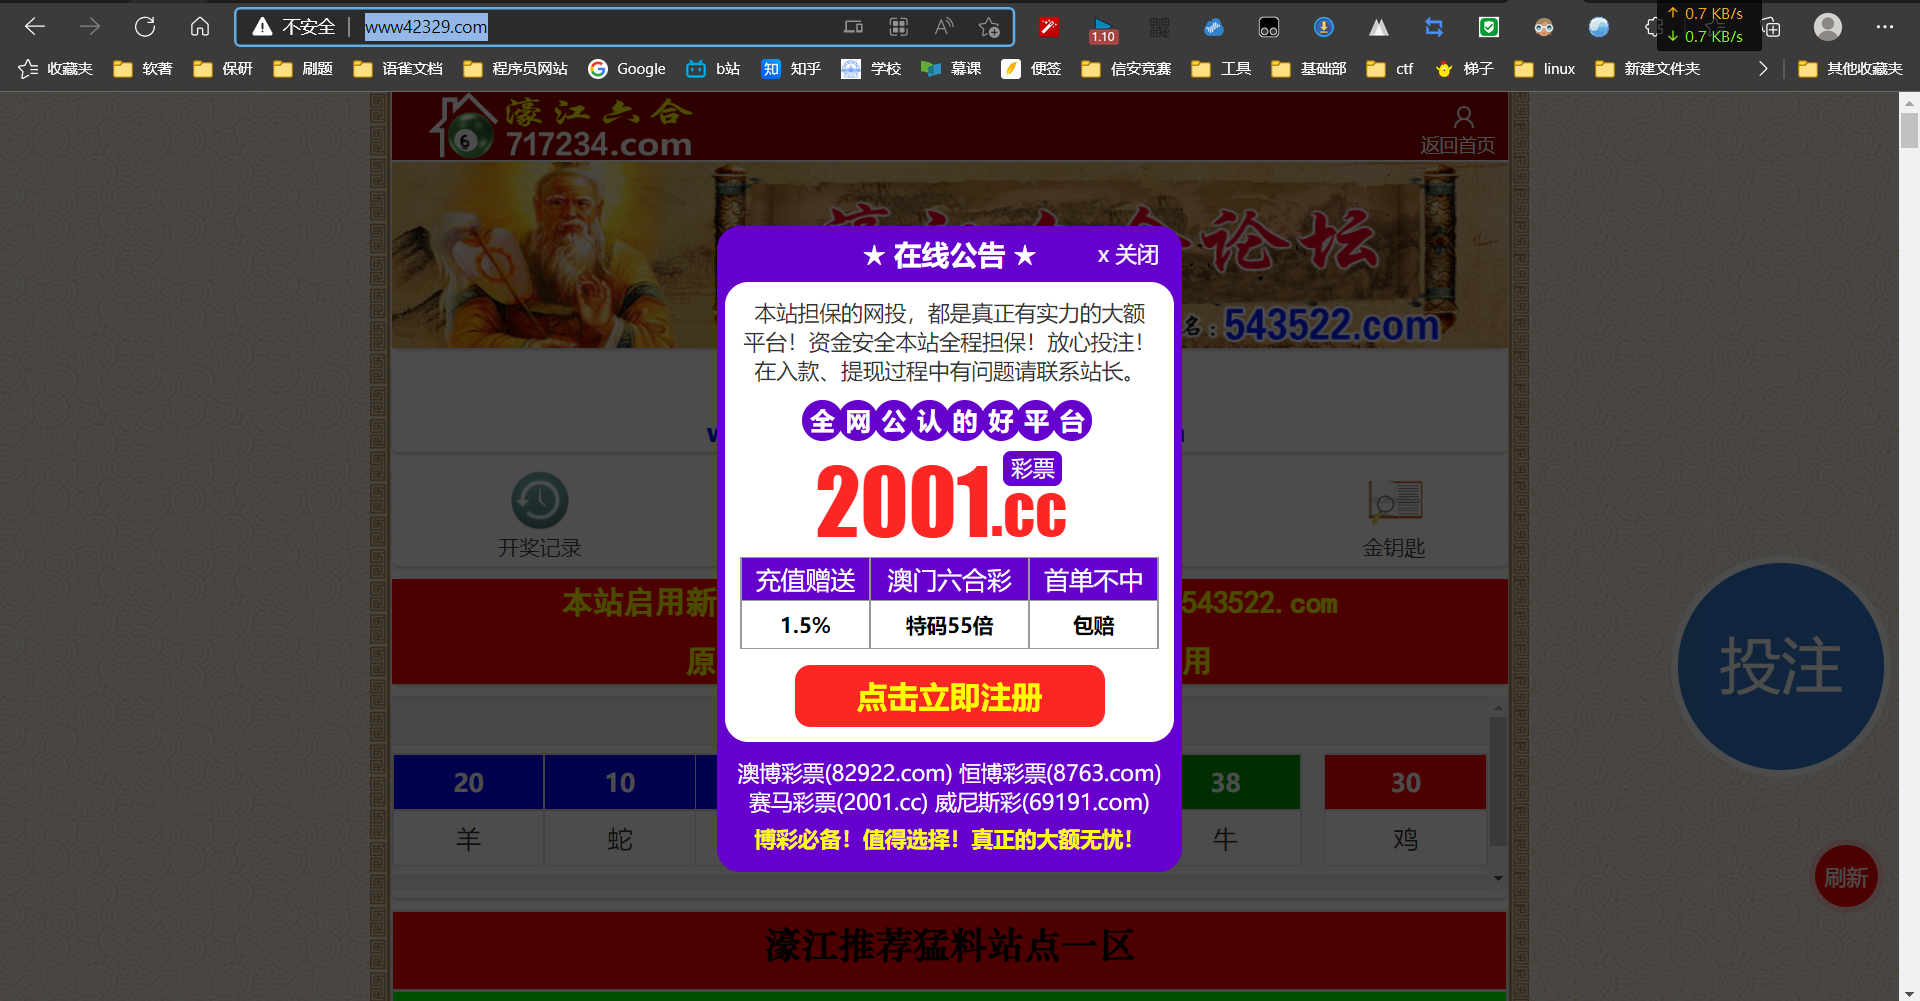 不安全 www42329.com
1.10
↑ 0.7 KB/s
↓ 0.7 KB/s
收藏夹 软著 保研 刷题 语雀文档 程序员网站 Google b站 知乎 学校 慕课 便签 信安竞赛 工具 基础部 ctf 梯子 linux 新建文件夹 其他收藏夹
濠江六合
717234.com
6
返回首页
论坛
名：543522.com
★ 在线公告 ★ x 关闭
本站担保的网投，都是真正有实力的大额
平台！资金安全本站全程担保！放心投注！
在入款、提现过程中有问题请联系站长。
全网公认的好平台
2001.cc 彩票
充值赠送 澳门六合彩 首单不中
1.5% 特码55倍 包赔
点击立即注册
澳博彩票(82922.com) 恒博彩票(8763.com)
赛马彩票(2001.cc) 威尼斯彩(69191.com)
博彩必备！值得选择！真正的大额无忧！
开奖记录 金钥匙
本站启用新 543522.com
原 用
投注
20 10 38 30
羊 蛇 牛 鸡
刷新
濠江推荐猛料站点一区